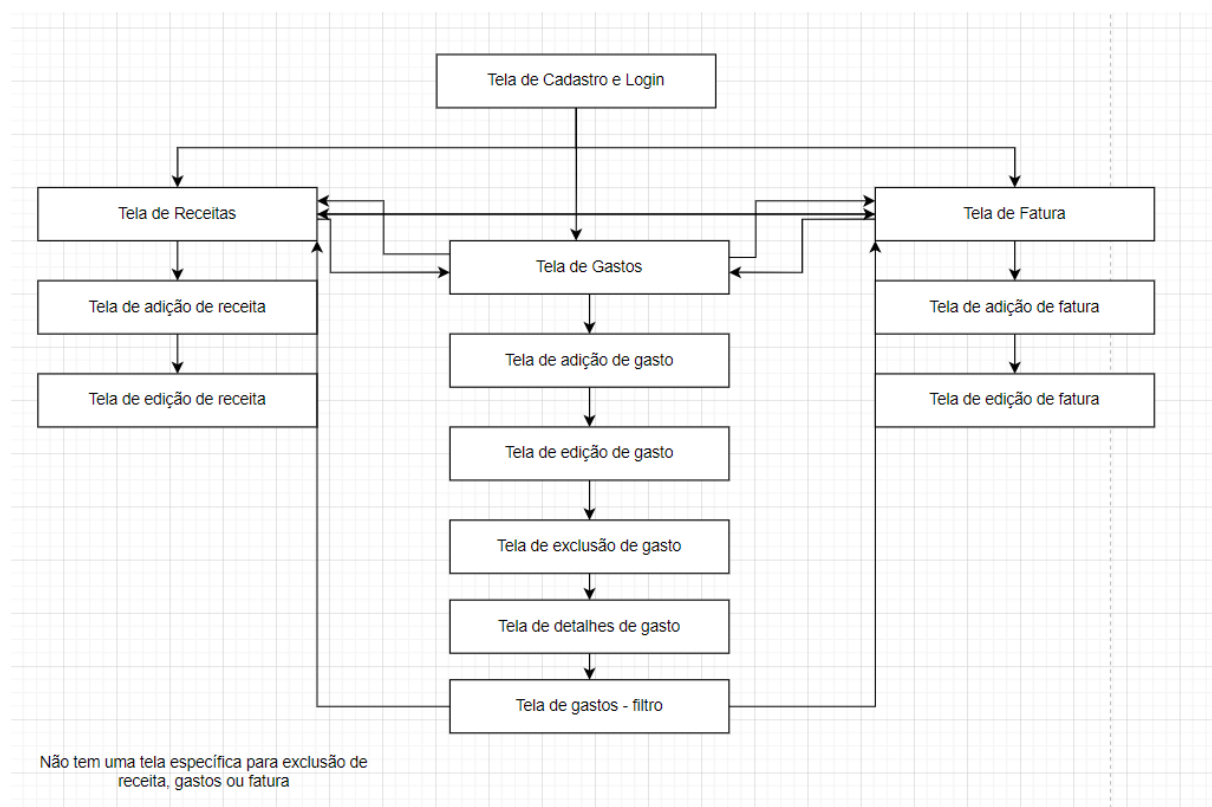 Tela de Cadastro e Login
Tela de Receitas
Tela de Fatura
Tela de Gastos
Tela de adição de receita
Tela de adição de fatura
Tela de adição de gasto
Tela de edição de receita
Tela de edição de fatura
Tela de edição de gasto
Tela de exclusão de gasto
Tela de detalhes de gasto
Tela de gastos - filtro
Não tem uma tela específica para exclusão de
receita, gastos ou fatura